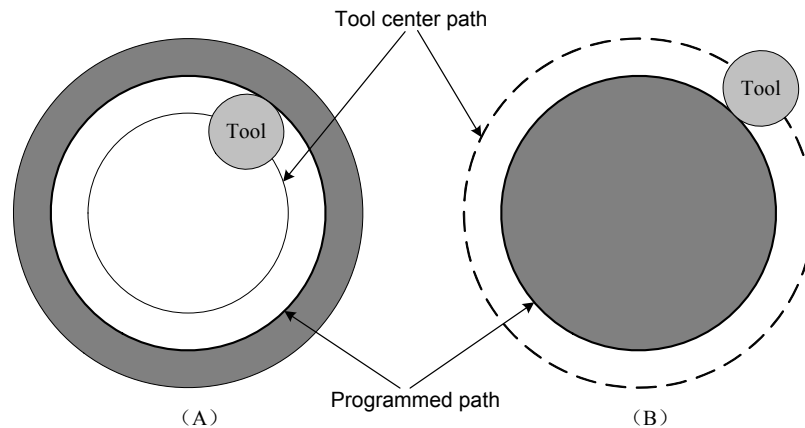 Tool center path
Tool
Tool
Programmed path
（A）
（B）